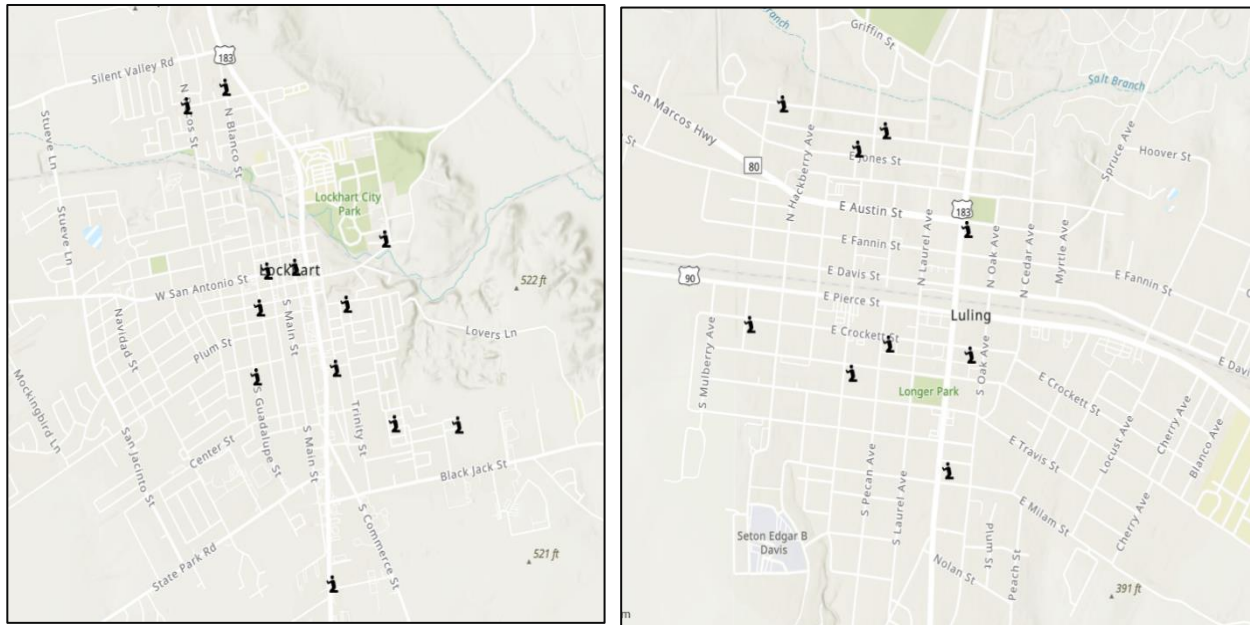 183
Silent Valley Rd
N Blanco St
Stueve Ln
Lockhart City
Park
Stueve Ln
Lockhart
W San Antonio St
522 ft
S Main St
Navidad St
Lovers Ln
Plum St
Mockingbird Ln
Trinity St
S Guadalupe St
San Jacinto St
Center St
S Main St
Black Jack St
S Commerce St
State Park Rd
521 ft
Griffin St
Branch
Salt Branch
San Marcos Hwy
St
80
N Hackberry Ave
E Jones St
Spruce Ave
Hoover St
E Austin St
183
N Laurel Ave
E Fannin St
N Oak Ave
N Cedar Ave
Myrtle Ave
90
E Davis St
E Fannin St
E Pierce St
Luling
E Crockett St
S Mulberry Ave
S Oak Ave
E Davi
Longer Park
E Crockett St
Cherry Ave
Blanco Ave
Locust Ave
E Travis St
S Pecan Ave
S Laurel Ave
E Milam St
Seton Edgar B
Davis
Plum St
Cherry Ave
Nolan St
Peach St
391 ft
m